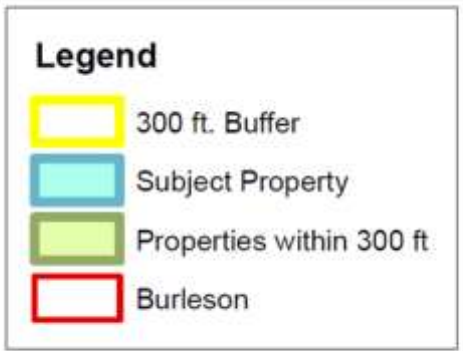 Legend
300 ft. Buffer
Subject Property
Properties within 300 ft
Burleson